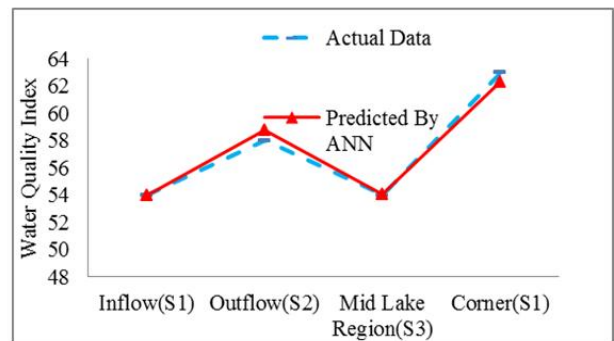 Actual Data
Predicted By
ANN
Water Quality Index
64
62
60
58
56
54
52
50
48
Inflow(S1) Outflow(S2) Mid Lake Corner(S1)
Region(S3)